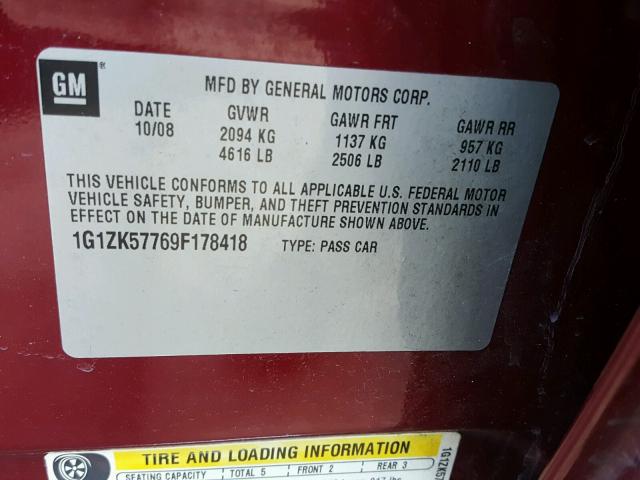 GM ®
MFD BY GENERAL MOTORS CORP.
DATE GVWR GAWR FRT GAWR RR
10/08 2094 KG 1137 KG 957 KG
4616 LB 2506 LB 2110 LB
THIS VEHICLE CONFORMS TO ALL APPLICABLE U.S. FEDERAL MOTOR
VEHICLE SAFETY, BUMPER, AND THEFT PREVENTION STANDARDS IN
EFFECT ON THE DATE OF MANUFACTURE SHOWN ABOVE.
1G1ZK57769F178418 TYPE: PASS CAR
TIRE AND LOADING INFORMATION
SEATING CAPACITY TOTAL 5 FRONT 2 REAR 3
1G1ZK57